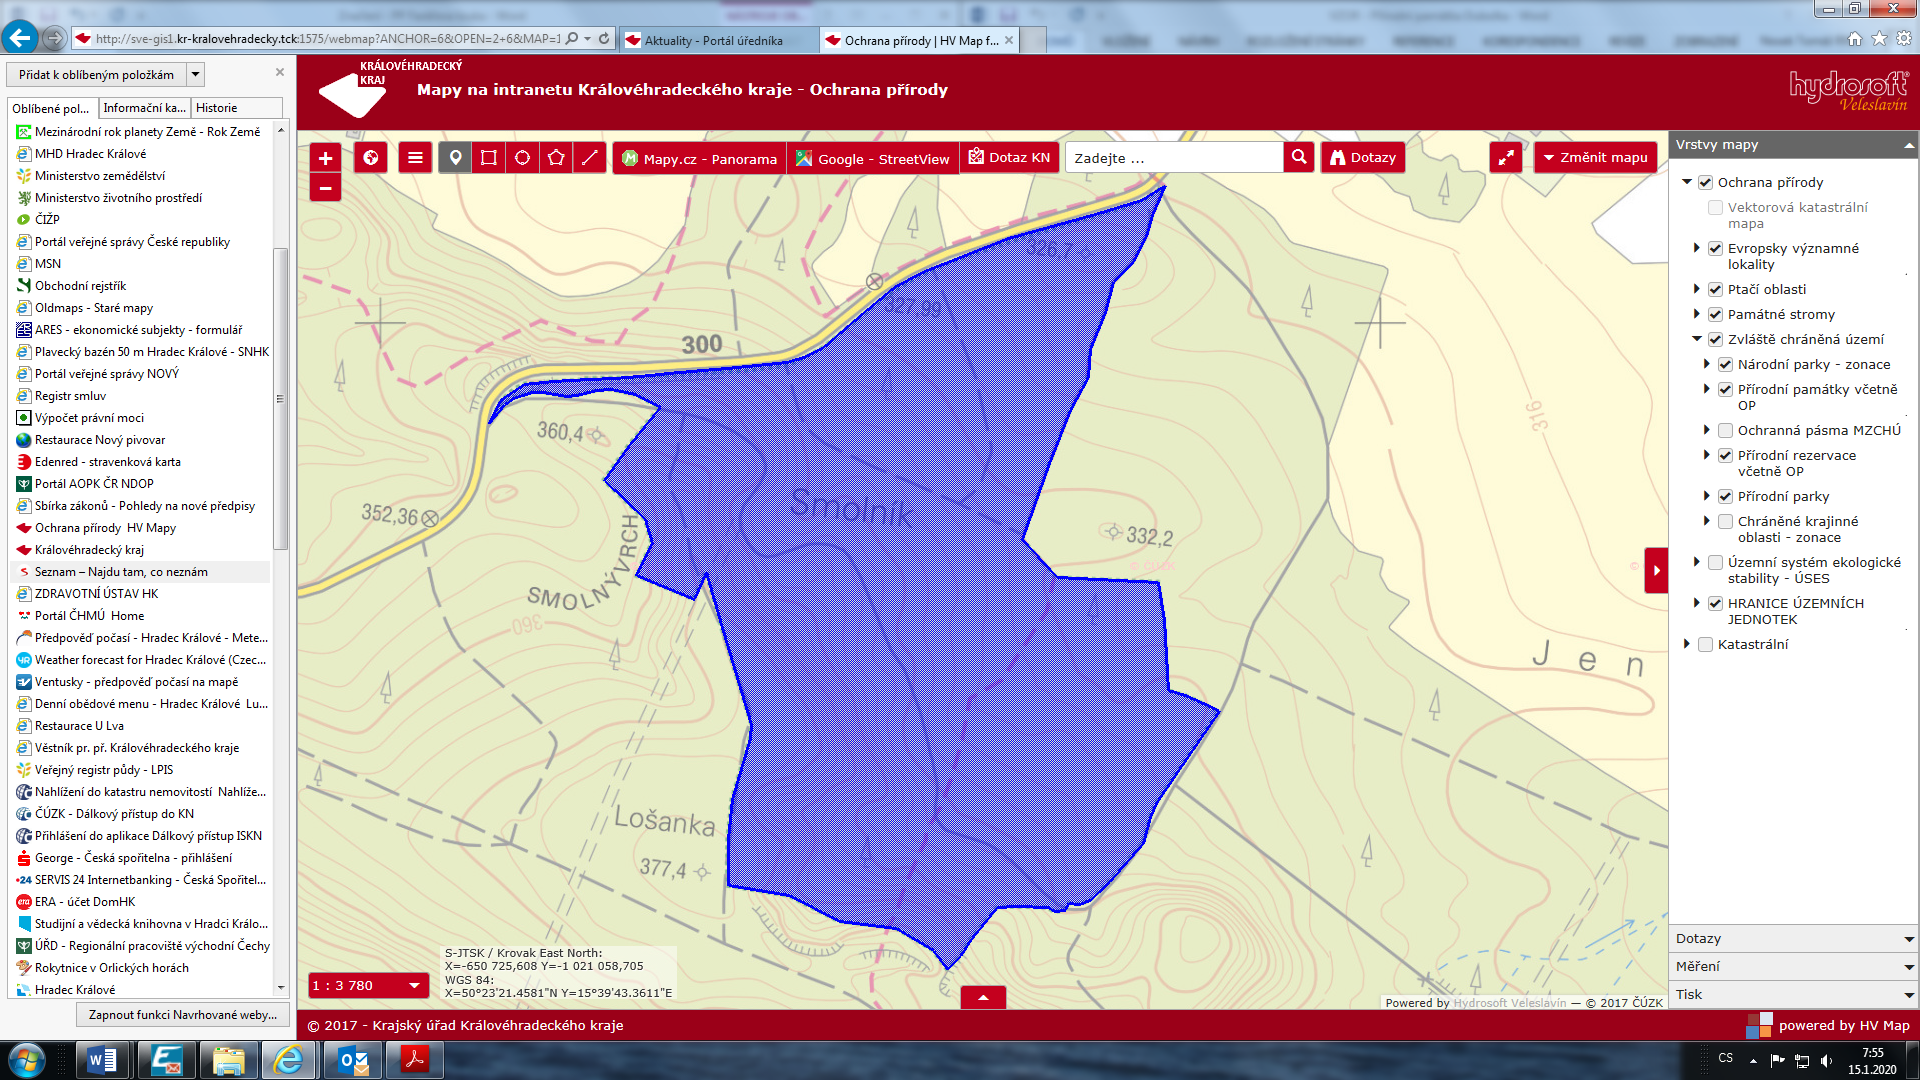 http://sve-gis1.kr-kralovehradecky.tck:1575/webmap?ANCHOR=6&OPEN=2+6&MAP=1
Aktuality - Portál úředníka
Ochrana přírody | HV Map f...
Přidat k oblíbeným položkám
Oblíbené pol...
Informační ka...
Historie
Mezinárodní rok planety Země - Rok Země
MHD Hradec Králové
Ministerstvo zemědělství
Ministerstvo životního prostředí
ČIŽP
Portál veřejné správy České republiky
MSN
Obchodní rejstřík
Oldmaps - Staré mapy
ARES - ekonomické subjekty - formulář
Plavecký bazén 50 m Hradec Králové - SNHK
Portál veřejné správy NOVÝ
Registr smluv
Výpočet právní moci
Restaurace Nový pivovar
Edenred - stravenková karta
Portál AOPK ČR NDOP
Sbírka zákonů - Pohledy na nové předpisy
Ochrana přírody  HV Mapy
Královéhradecký kraj
Seznam – Najdu tam, co neznám
ZDRAVOTNÍ ÚSTAV HK
Portál ČHMÚ  Home
Předpověď počasí - Hradec Králové - Mete...
Weather forecast for Hradec Králové (Czec...
Ventusky - předpověď počasí na mapě
Denní obědové menu - Hradec Králové  Lu...
Restaurace U Lva
Věstník pr. př. Královéhradeckého kraje
Veřejný registr půdy - LPIS
Nahlížení do katastru nemovitostí  Nahlíže...
ČÚZK - Dálkový přístup do KN
Přihlášení do aplikace Dálkový přístup ISKN
George - Česká spořitelna - přihlášení
SERVIS 24 Internetbanking - Česká Spořitel...
ERA - účet DomHK
Studijní a vědecká knihovna v Hradci Králo...
ÚŘD - Regionální pracoviště východní Čechy
Rokytnice v Orlických horách
Hradec Králové
Zapnout funkci Navrhované weby...
KRÁLOVÉHRADECKÝ
KRAJ
Mapy na intranetu Královéhradeckého kraje - Ochrana přírody
hydrosoft
Veleslavín
Mapy.cz - Panorama
Google - StreetView
Dotaz KN
Zadejte ...
Dotazy
Změnit mapu
300
360,4
352,36
SMOLNÝ VRCH
360
332,2
© ČÚZK
316
Jen
Lošanka
377,4
S-JTSK / Krovak East North:
X=-650 725,608 Y=-1 021 058,705
WGS 84:
X=50°23'21.4581"N Y=15°39'43.3611"E
1 : 3 780
Powered by Hydrosoft Veleslavín — © 2017 ČÚZK
Vrstvy mapy
Ochrana přírody
Vektorová katastrální
mapa
Evropsky významné
lokality
Ptačí oblasti
Památné stromy
Zvláště chráněná území
Národní parky - zonace
Přírodní památky včetně
OP
Ochranná pásma MZCHÚ
Přírodní rezervace
včetně OP
Přírodní parky
Chráněné krajinné
oblasti - zonace
Územní systém ekologické
stability - ÚSES
HRANICE ÚZEMNÍCH
JEDNOTEK
Katastrální
Dotazy
Měření
Tisk
© 2017 - Krajský úřad Královéhradeckého kraje
powered by HV Map
CS
7:55
15.1.2020